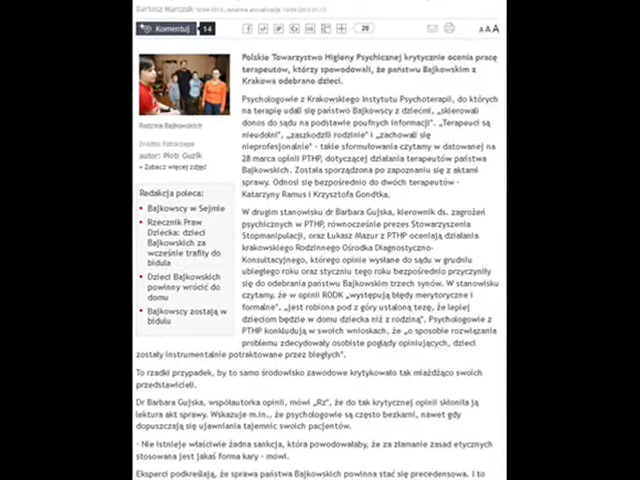 Bartosz Marczuk
Komentuj 14
28
A A A
Polskie Towarzystwo Higieny Psychicznej krytycznie ocenia pracę
terapeutów, którzy spowodowali, że państwu Bajkowskim z
Krakowa odebrano dzieci.
Rodzina Bajkowskich
Źródło: Fotorzepa
autor: Piotr Guzik
+ Zobacz więcej zdjęć
Psychologowie z Krakowskiego Instytutu Psychoterapii, do których
na terapię udali się państwo Bajkowscy z dziećmi, „skierowali
donos do sądu na podstawie poufnych informacji". „Terapeuci są
nieudolni", „zaszkodzili rodzinie" i „zachowali się
nieprofesjonalnie" - takie sformułowania czytamy w datowanej na
28 marca opinii PTHP, dotyczącej działania terapeutów państwa
Bajkowskich. Została sporządzona po zapoznaniu się z aktami
sprawy. Odnosi się bezpośrednio do dwóch terapeutów -
Katarzyny Ramus i Krzysztofa Gondtka.
Redakcja poleca:
Bajkowscy w Sejmie
Rzecznik Praw
Dziecka: dzieci
Bajkowskich za
wcześnie trafiły do
bidula
Dzieci Bajkowskich
powinny wrócić do
domu
Bajkowscy zostają w
bidulu
W drugim stanowisku dr Barbara Gujska, kierownik ds. zagrożeń
psychicznych w PTHP, równocześnie prezes Stowarzyszenia
Stopmanipulacji, oraz Łukasz Mazur z PTHP oceniają działania
krakowskiego Rodzinnego Ośrodka Diagnostyczno-
Konsultacyjnego, którego opinie wysłane do sądu w grudniu
ubiegłego roku oraz styczniu tego roku bezpośrednio przyczyniły
się do odebrania państwu Bajkowskim trzech synów. W stanowisku
czytamy, że w opinii RODK „występują błędy merytoryczne i
formalne", „jest robiona pod z góry ustaloną tezę, że lepiej
dzieciom będzie w domu dziecka niż z rodziną". Psychologowie z
PTHP konkludują w swoich wnioskach, że „o sposobie rozwiązania
problemu zdecydowały osobiste poglądy opiniujących, dzieci
zostały instrumentalnie potraktowane przez biegłych".
To rzadki przypadek, by to samo środowisko zawodowe krytykowało tak miażdżąco swoich
przedstawicieli.
Dr Barbara Gujska, współautorka opinii, mówi „Rz", że do tak krytycznej opinii skłoniła ją
lektura akt sprawy. Wskazuje m.in., że psychologowie są często bezkarni, nawet gdy
dopuszczają się ujawniania tajemnic swoich pacjentów.
- Nie istnieje właściwie żadna sankcja, która powodowałaby, że za złamanie zasad etycznych
stosowana jest jakaś forma kary - mówi.
Eksperci podkreślają, że sprawa państwa Bajkowskich powinna stać się precedensowa. I to